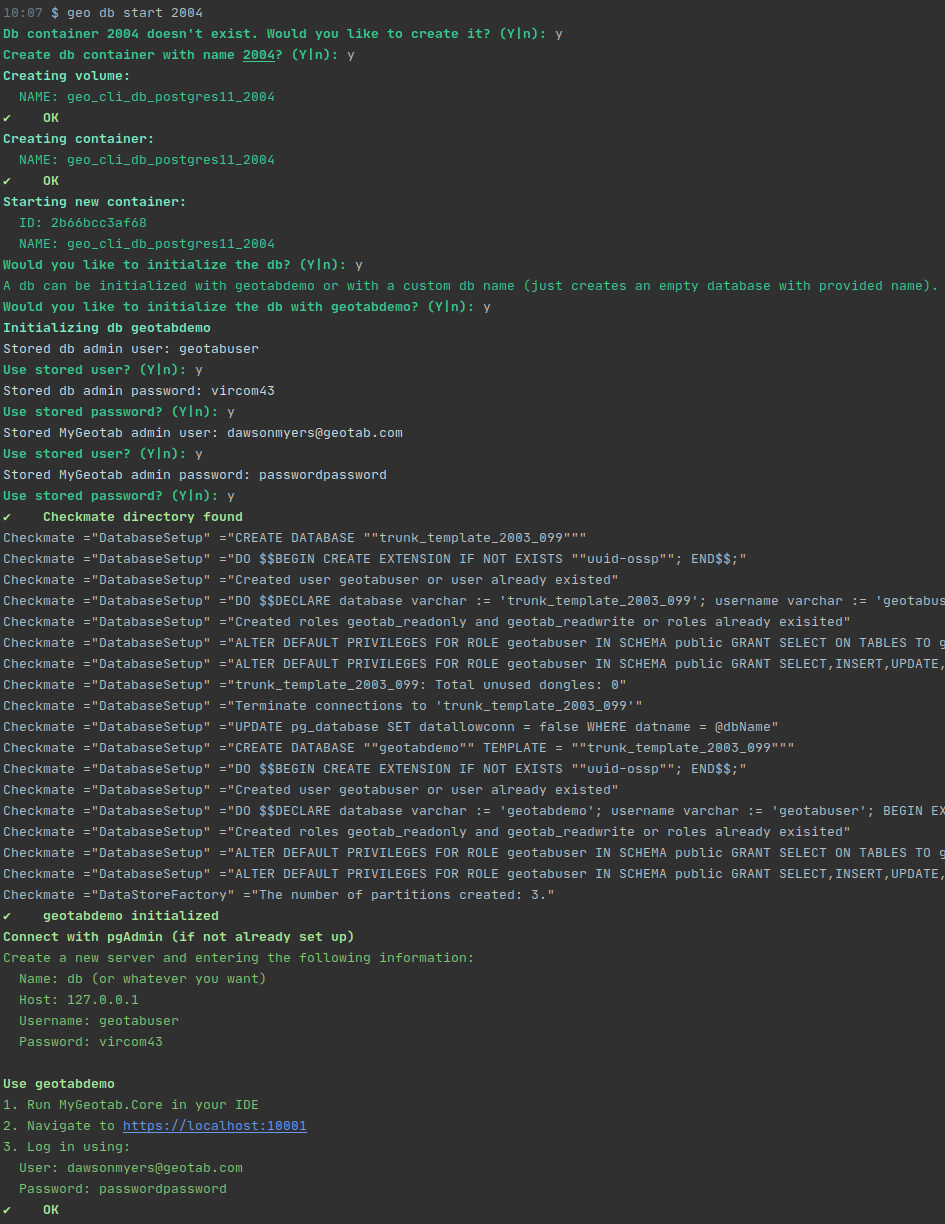 10:07 $ geo db start 2004
Db container 2004 doesn't exist. Would you like to create it? (Y|n): y
Create db container with name 2004? (Y|n): y
Creating volume:
  NAME: geo_cli_db_postgres11_2004
✔    OK
Creating container:
  NAME: geo_cli_db_postgres11_2004
✔    OK
Starting new container:
  ID: 2b66bcc3af68
  NAME: geo_cli_db_postgres11_2004
Would you like to initialize the db? (Y|n): y
A db can be initialized with geotabdemo or with a custom db name (just creates an empty database with provided name).
Would you like to initialize the db with geotabdemo? (Y|n): y
Initializing db geotabdemo
Stored db admin user: geotabuser
Use stored user? (Y|n): y
Stored db admin password: vircom43
Use stored password? (Y|n): y
Stored MyGeotab admin user: dawsonmyers@geotab.com
Use stored user? (Y|n): y
Stored MyGeotab admin password: passwordpassword
Use stored password? (Y|n): y
✔    Checkmate directory found
Checkmate ="DatabaseSetup" ="CREATE DATABASE ""trunk_template_2003_099"""
Checkmate ="DatabaseSetup" ="DO $$BEGIN CREATE EXTENSION IF NOT EXISTS ""uuid-ossp""; END$$;"
Checkmate ="DatabaseSetup" ="Created user geotabuser or user already existed"
Checkmate ="DatabaseSetup" ="DO $$DECLARE database varchar := 'trunk_template_2003_099'; username varchar := 'geotabus
Checkmate ="DatabaseSetup" ="Created roles geotab_readonly and geotab_readwrite or roles already exisited"
Checkmate ="DatabaseSetup" ="ALTER DEFAULT PRIVILEGES FOR ROLE geotabuser IN SCHEMA public GRANT SELECT ON TABLES TO g
Checkmate ="DatabaseSetup" ="ALTER DEFAULT PRIVILEGES FOR ROLE geotabuser IN SCHEMA public GRANT SELECT,INSERT,UPDATE,
Checkmate ="DatabaseSetup" ="trunk_template_2003_099: Total unused dongles: 0"
Checkmate ="DatabaseSetup" ="Terminate connections to 'trunk_template_2003_099'"
Checkmate ="DatabaseSetup" ="UPDATE pg_database SET datallowconn = false WHERE datname = @dbName"
Checkmate ="DatabaseSetup" ="CREATE DATABASE ""geotabdemo"" TEMPLATE = ""trunk_template_2003_099"""
Checkmate ="DatabaseSetup" ="DO $$BEGIN CREATE EXTENSION IF NOT EXISTS ""uuid-ossp""; END$$;"
Checkmate ="DatabaseSetup" ="Created user geotabuser or user already existed"
Checkmate ="DatabaseSetup" ="DO $$DECLARE database varchar := 'geotabdemo'; username varchar := 'geotabuser'; BEGIN EX
Checkmate ="DatabaseSetup" ="Created roles geotab_readonly and geotab_readwrite or roles already exisited"
Checkmate ="DatabaseSetup" ="ALTER DEFAULT PRIVILEGES FOR ROLE geotabuser IN SCHEMA public GRANT SELECT ON TABLES TO g
Checkmate ="DatabaseSetup" ="ALTER DEFAULT PRIVILEGES FOR ROLE geotabuser IN SCHEMA public GRANT SELECT,INSERT,UPDATE,
Checkmate ="DataStoreFactory" ="The number of partitions created: 3."
✔    geotabdemo initialized
Connect with pgAdmin (if not already set up)
Create a new server and entering the following information:
  Name: db (or whatever you want)
  Host: 127.0.0.1
  Username: geotabuser
  Password: vircom43

Use geotabdemo
1. Run MyGeotab.Core in your IDE
2. Navigate to https://localhost:10001
3. Log in using:
  User: dawsonmyers@geotab.com
  Password: passwordpassword
✔    OK